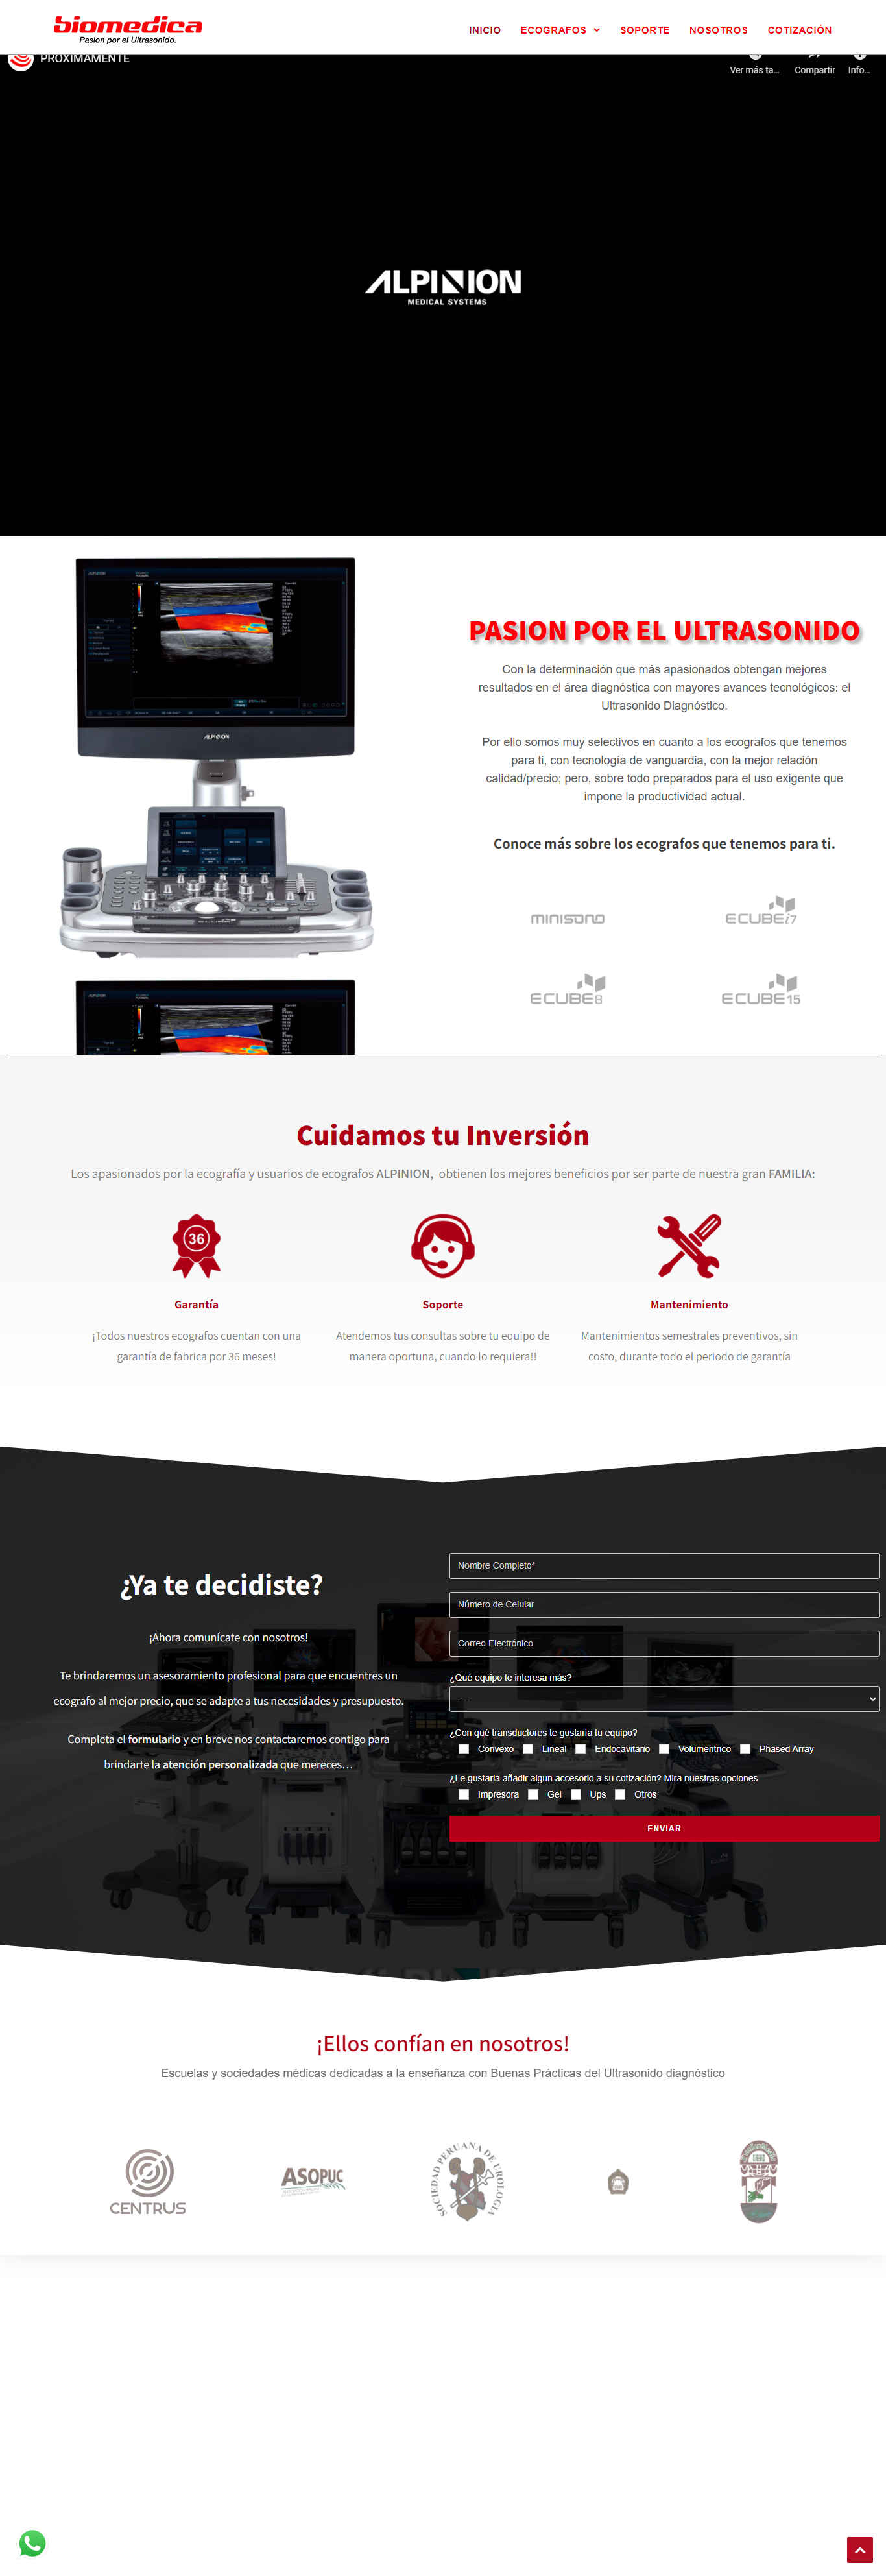 biomedica
Pasion por el Ultrasonido.
INICIO
ECOGRAFOS
SOPORTE
NOSOTROS
COTIZACIÓN
PROXIMAMENTE
Ver más ta...
Compartir
Info...
ALPINION
MEDICAL SYSTEMS
ALPINION
PASION POR EL ULTRASONIDO
Con la determinación que más apasionados obtengan mejores
resultados en el área diagnóstica con mayores avances tecnológicos: el
Ultrasonido Diagnóstico.
Por ello somos muy selectivos en cuanto a los ecografos que tenemos
para ti, con tecnología de vanguardia, con la mejor relación
calidad/precio; pero, sobre todo preparados para el uso exigente que
impone la productividad actual.
Conoce más sobre los ecografos que tenemos para ti.
minisono
ECUBE i7
ECUBE 8
ECUBE 15
Cuidamos tu Inversión
Los apasionados por la ecografía y usuarios de ecografos ALPINION, obtienen los mejores beneficios por ser parte de nuestra gran FAMILIA:
36
Garantía
¡Todos nuestros ecografos cuentan con una
garantía de fabrica por 36 meses!
Soporte
Atendemos tus consultas sobre tu equipo de
manera oportuna, cuando lo requiera!!
Mantenimiento
Mantenimientos semestrales preventivos, sin
costo, durante todo el periodo de garantía
¿Ya te decidiste?
¡Ahora comunícate con nosotros!
Te brindaremos un asesoramiento profesional para que encuentres un
ecografo al mejor precio, que se adapte a tus necesidades y presupuesto.
Completa el formulario y en breve nos contactaremos contigo para
brindarte la atención personalizada que mereces…
Nombre Completo*
Número de Celular
Correo Electrónico
¿Qué equipo te interesa más?
---
¿Con qué transductores te gustaría tu equipo?
Convexo
Lineal
Endocavitario
Volumentrico
Phased Array
¿Le gustaria añadir algun accesorio a su cotización? Mira nuestras opciones
Impresora
Gel
Ups
Otros
ENVIAR
¡Ellos confían en nosotros!
Escuelas y sociedades médicas dedicadas a la enseñanza con Buenas Prácticas del Ultrasonido diagnóstico
CENTRUS
ASOPUC
SOCIEDAD PERUANA DE UROLOGIA